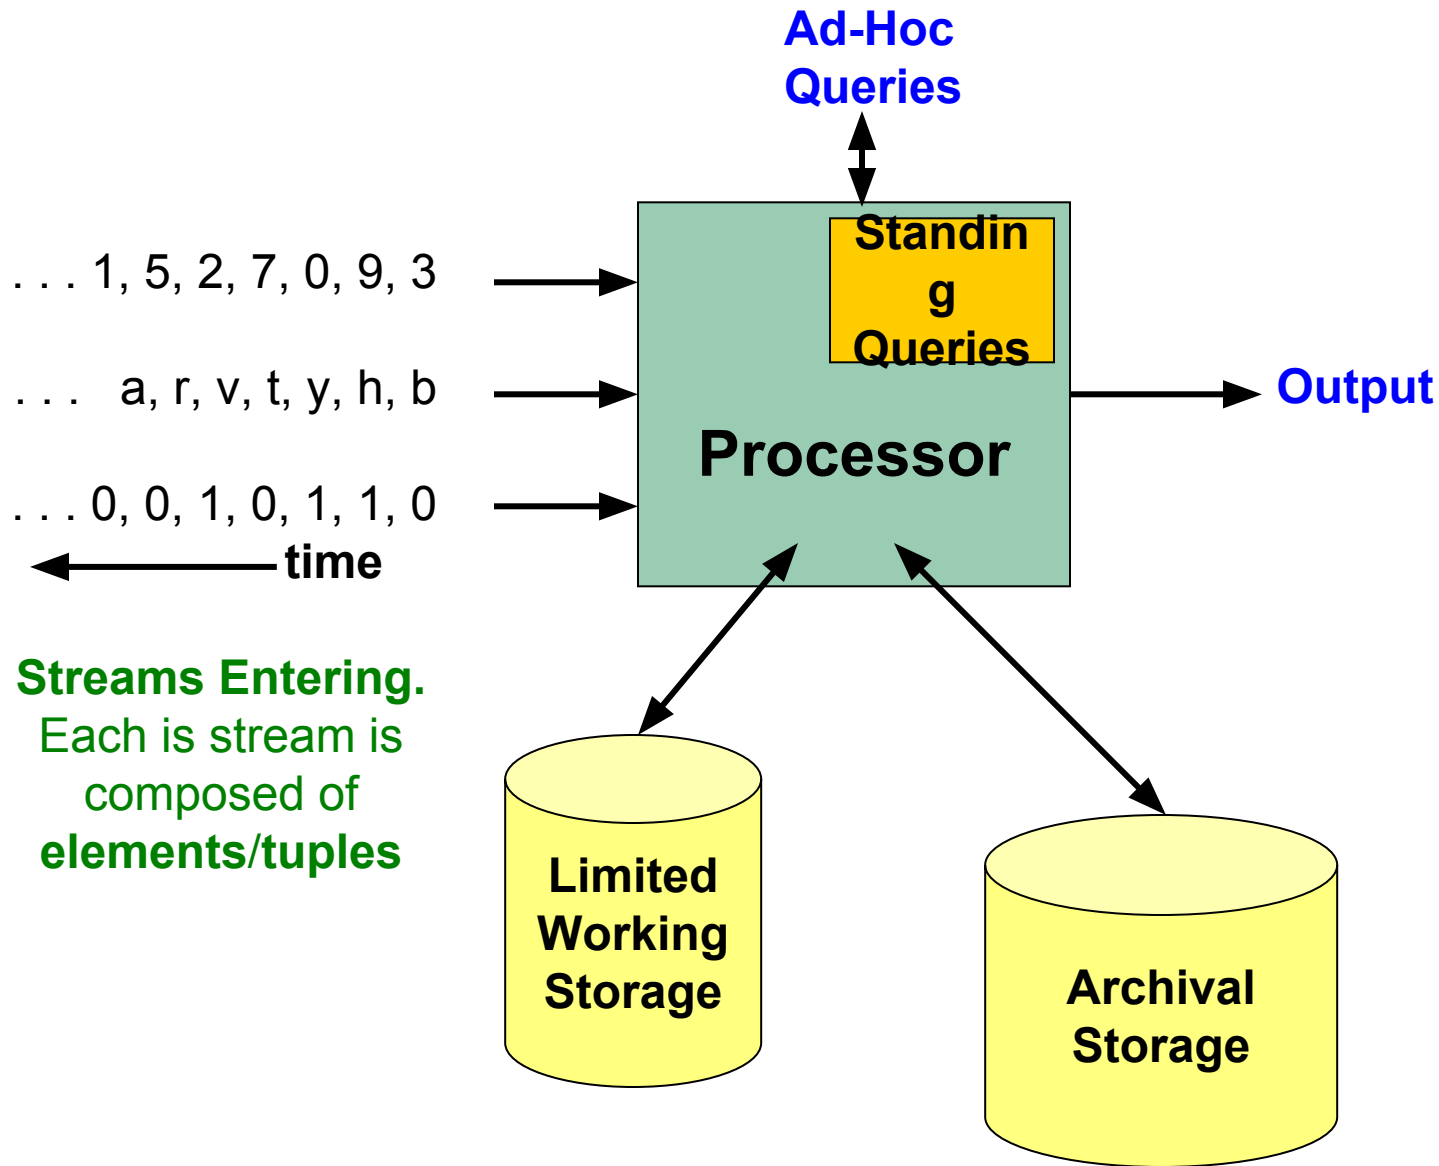 Ad-Hoc
Queries
Standin
g
Queries
. . . 1, 5, 2, 7, 0, 9, 3
. . . a, r, v, t, y, h, b
. . . 0, 0, 1, 0, 1, 1, 0
time
Processor
Output
Streams Entering.
Each is stream is
composed of
elements/tuples
Limited
Working
Storage
Archival
Storage